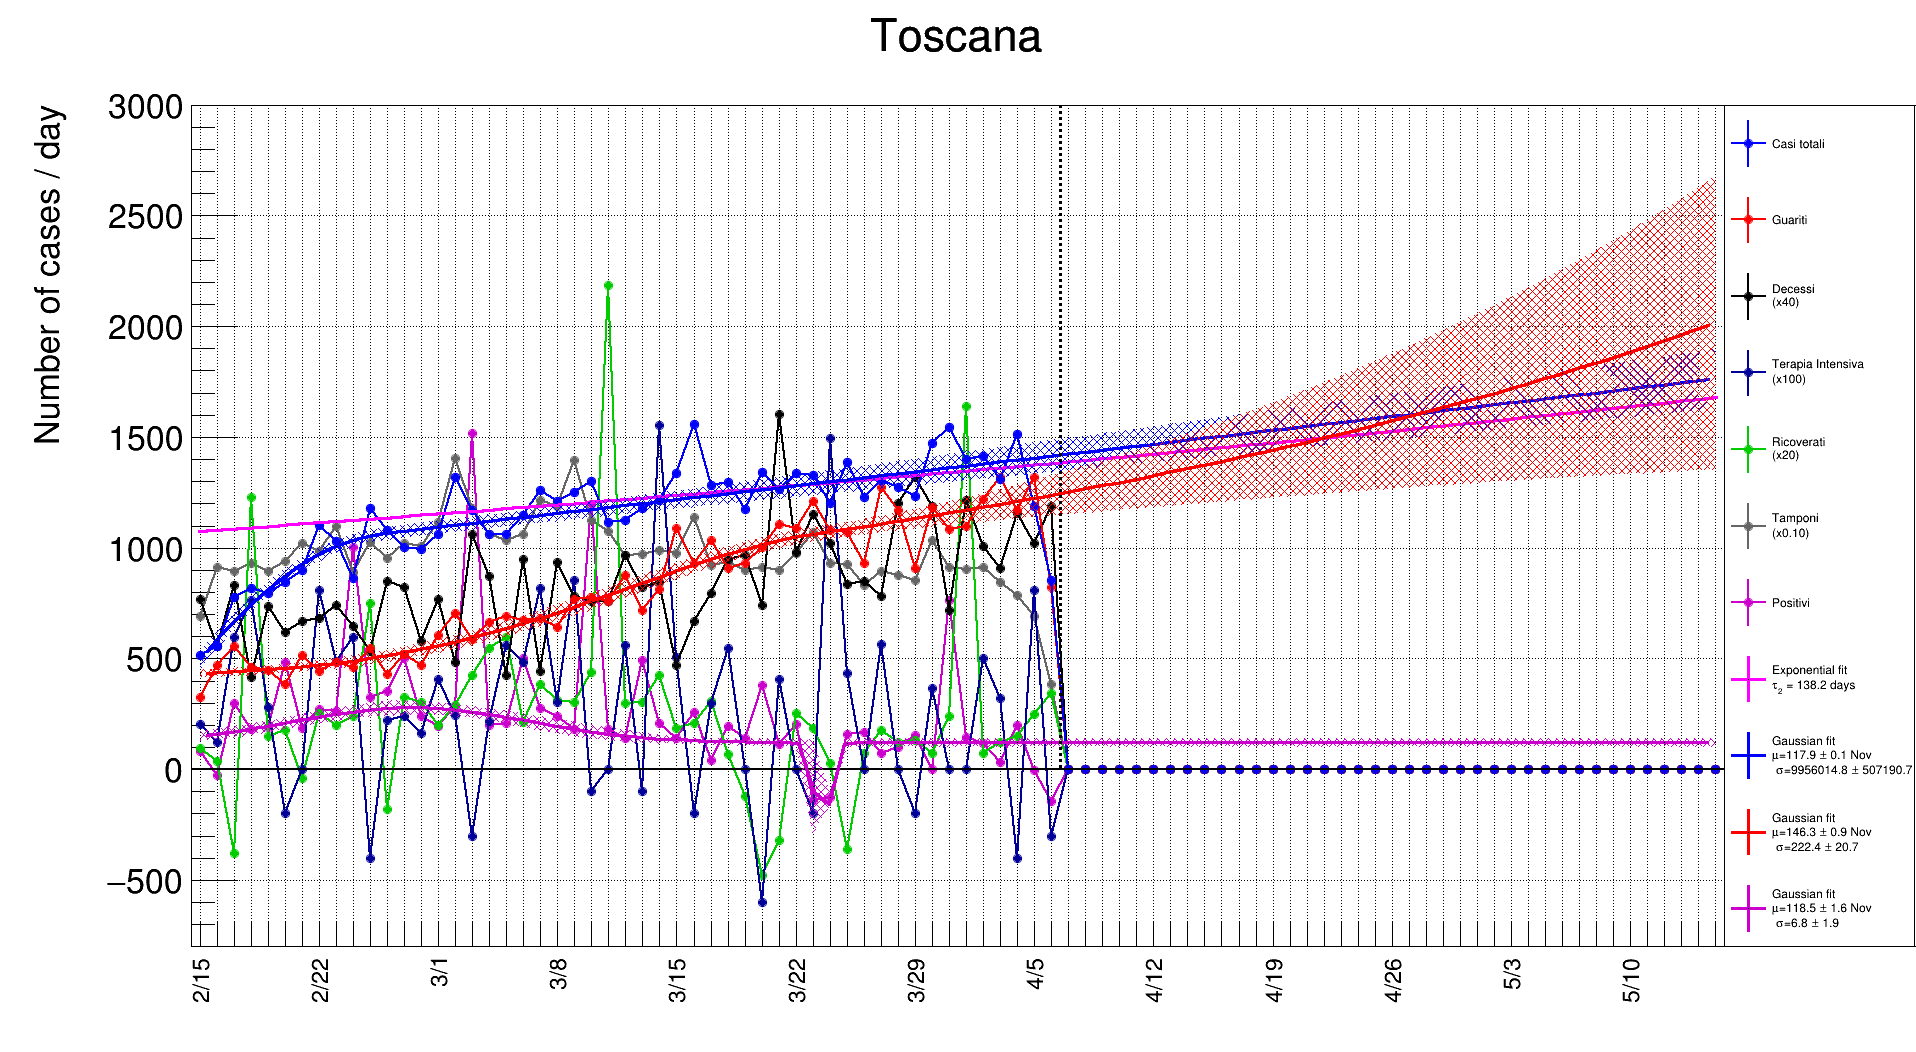 Toscana
Number of cases / day
3000
2500
2000
1500
1000
500
0
−500
2/15
2/22
3/1
3/8
3/15
3/22
3/29
4/5
4/12
4/19
4/26
5/3
5/10
Casi totali
Guariti
Decessi
(x40)
Terapia Intensiva
(x100)
Ricoverati
(x20)
Tamponi
(x0.10)
Positivi
Exponential fit
τ2 = 138.2 days
Gaussian fit
μ=117.9 ± 0.1 Nov
σ=9956014.8 ± 507190.7
Gaussian fit
μ=146.3 ± 0.9 Nov
σ=222.4 ± 20.7
Gaussian fit
μ=118.5 ± 1.6 Nov
σ=6.8 ± 1.9